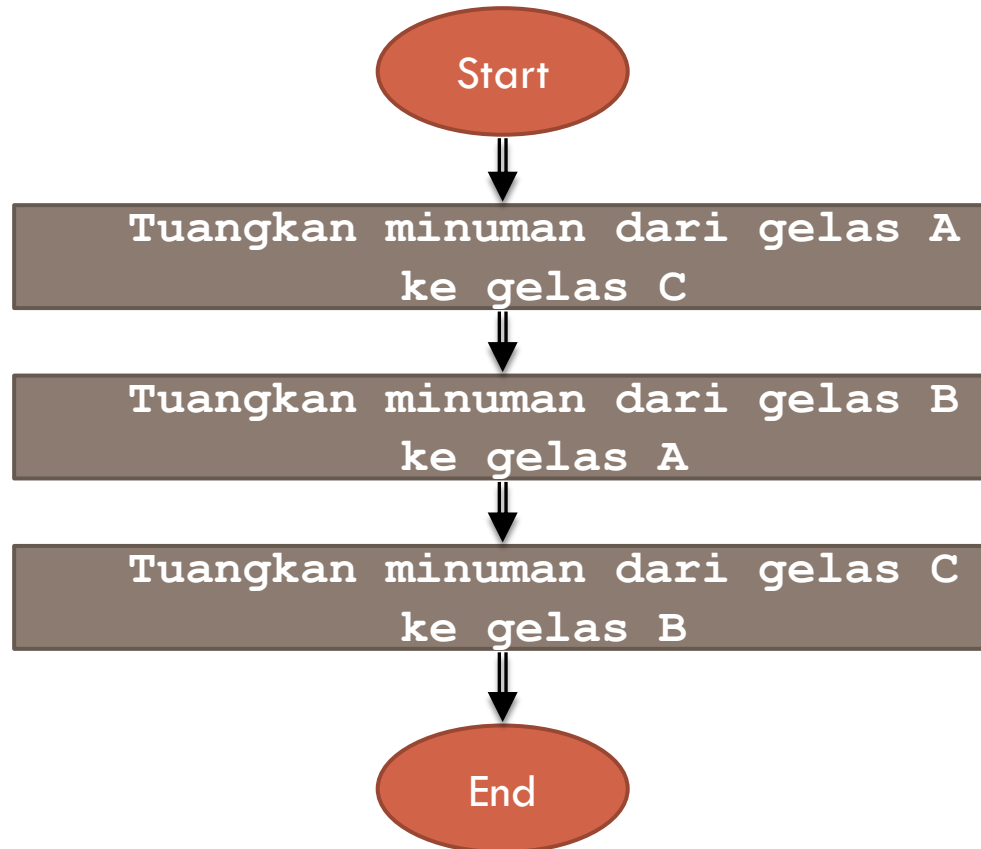 Start
Tuangkan minuman dari gelas A
ke gelas C
Tuangkan minuman dari gelas B
ke gelas A
Tuangkan minuman dari gelas C
ke gelas B
End